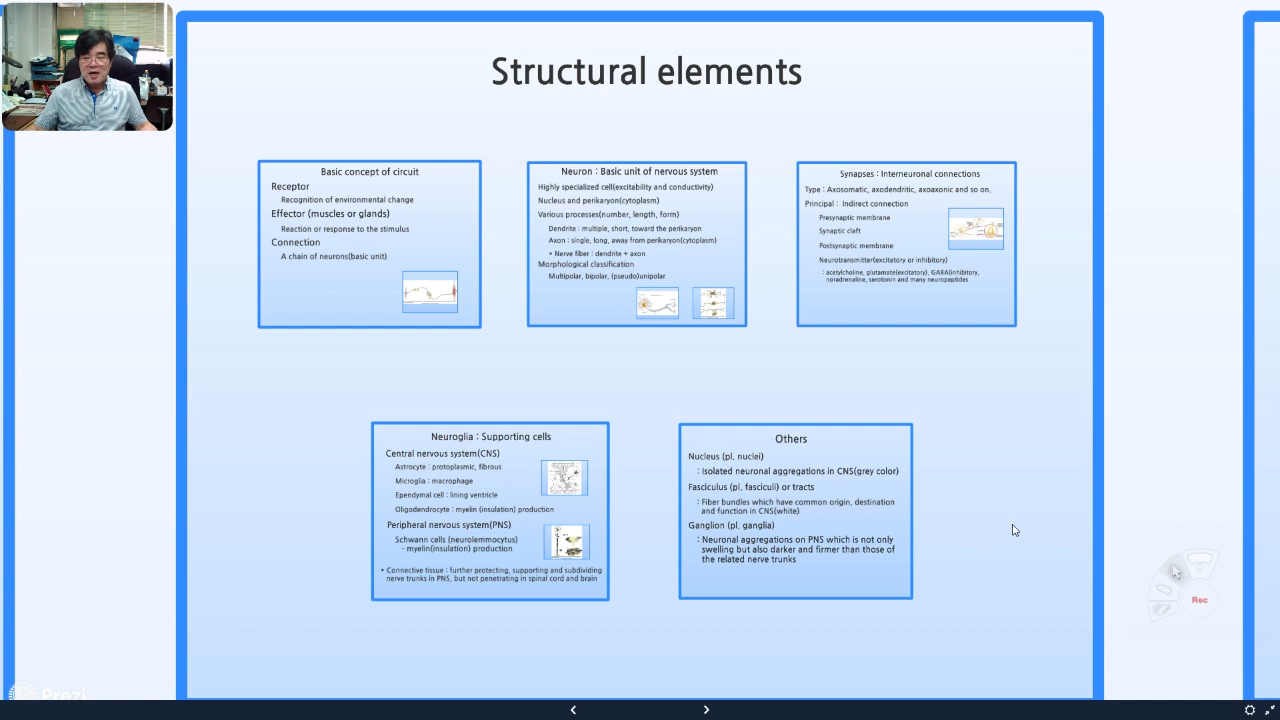 Structural elements
Basic concept of circuit
Receptor
Recognition of environmental change
Effector (muscles or glands)
Reaction or response to the stimulus
Connection
A chain of neurons(basic unit)
Neuron : Basic unit of nervous system
Highly specialized cell(excitability and conductivity)
Nucleus and perikaryon(cytoplasm)
Various processes(number, length, form)
Dendrite : multiple, short, toward the perikaryon
Axon : single, long, away from perikaryon(cytoplasm)
* Nerve fiber : dendrite + axon
Morphological classification
Multipolar, bipolar, (pseudo)unipolar
Synapses : Interneuronal connections
Type : Axosomatic, axodendritic, axoaxonic and so on,
Principal : Indirect connection
Presynaptic membrane
Synaptic claft
Postsynaptic membrane
Neurotransmitter(excitatory or inhibitory)
: acetylcholine, glutamate(excitatory), GABA(inhibitory,
noradrenaline, serotonin and many neuropeptides
Neuroglia : Supporting cells
Central nervous system(CNS)
Astrocyte : protoplasmic, fibrous
Microglia : macrophage
Ependymal cell : lining ventricle
Oligodendrocyte : myelin (insulation) production
Peripheral nervous system(PNS)
Schwann cells (neurolemmocytus)
- myelin(insulation) production
* Connective tissue : further protecting, supporting and subdividing
nerve trunks in PNS, but not penetrating in spinal cord and brain
Others
Nucleus (pl. nuclei)
: Isolated neuronal aggregations in CNS(grey color)
Fasciculus (pl. fasciculi) or tracts
: Fiber bundles which have common origin, destination
and function in CNS(white)
Ganglion (pl. ganglia)
: Neuronal aggregations on PNS which is not only
swelling but also darker and firmer than those of
the related nerve trunks
Rec
Prezi